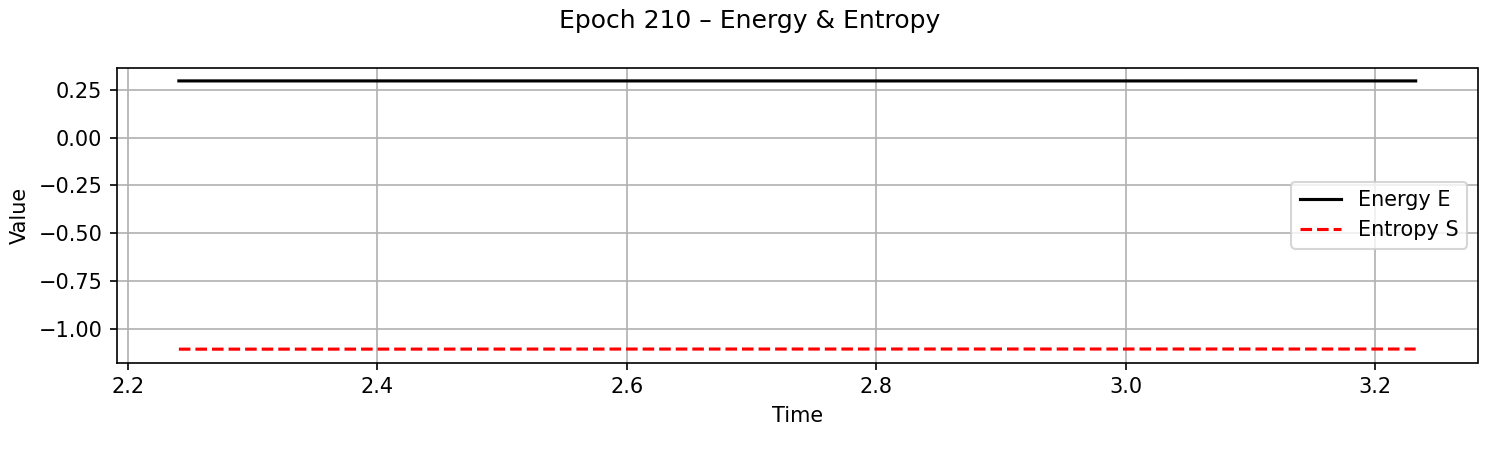 Epoch 210 – Energy & Entropy
0.25
0.00
−0.25
−0.50
−0.75
−1.00
Value
Energy E
Entropy S
2.2 2.4 2.6 2.8 3.0 3.2
Time